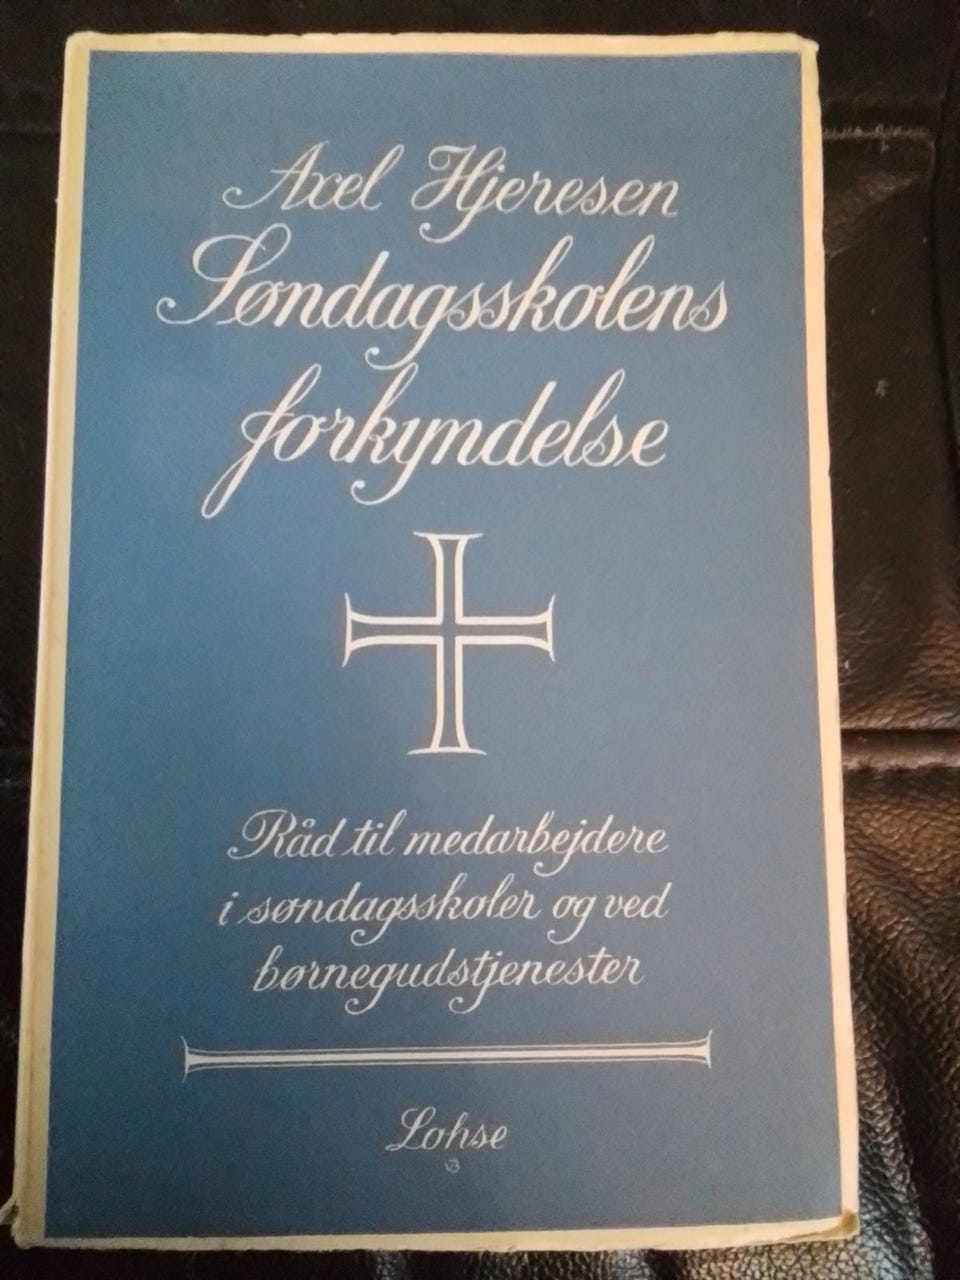 Axel Hjeresen
Søndagsskolens
forkyndelse
Råd til medarbejdere
i søndagsskoler og ved
børnegudstjenester
Lohse